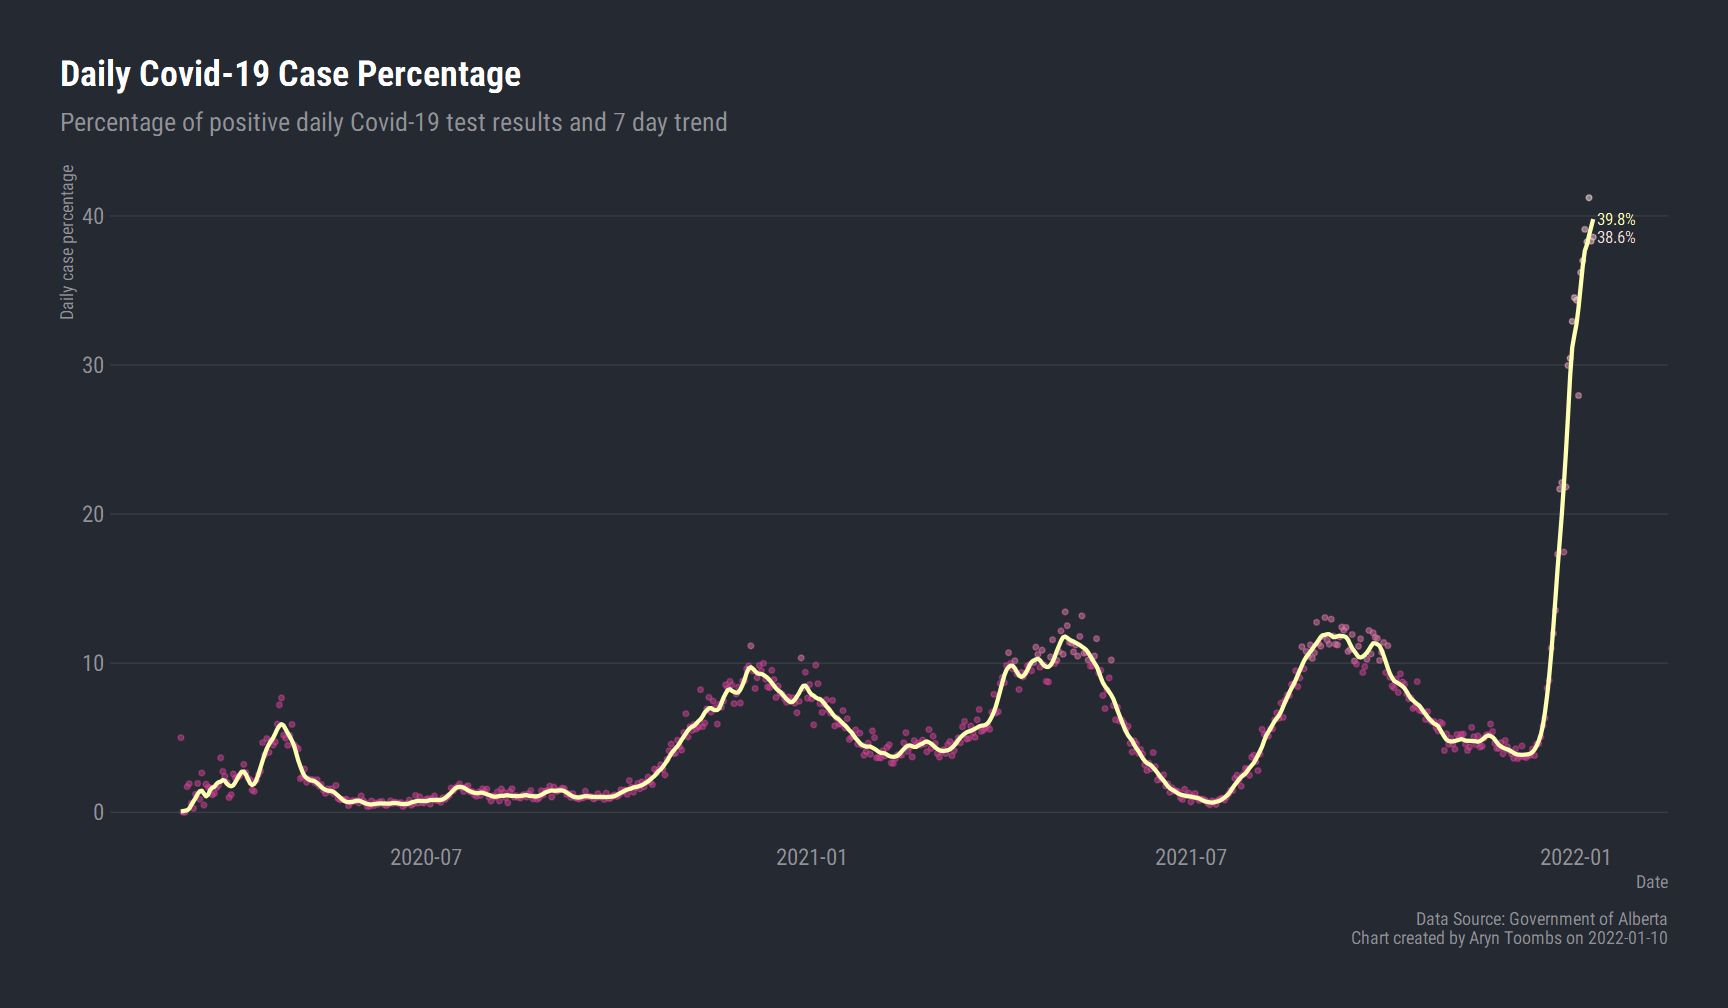 Daily Covid-19 Case Percentage
Percentage of positive daily Covid-19 test results and 7 day trend
Daily case percentage
40
30
20
10
0
39.8%
38.6%
2020-07
2021-01
2021-07
2022-01
Date
Data Source: Government of Alberta
Chart created by Aryn Toombs on 2022-01-10